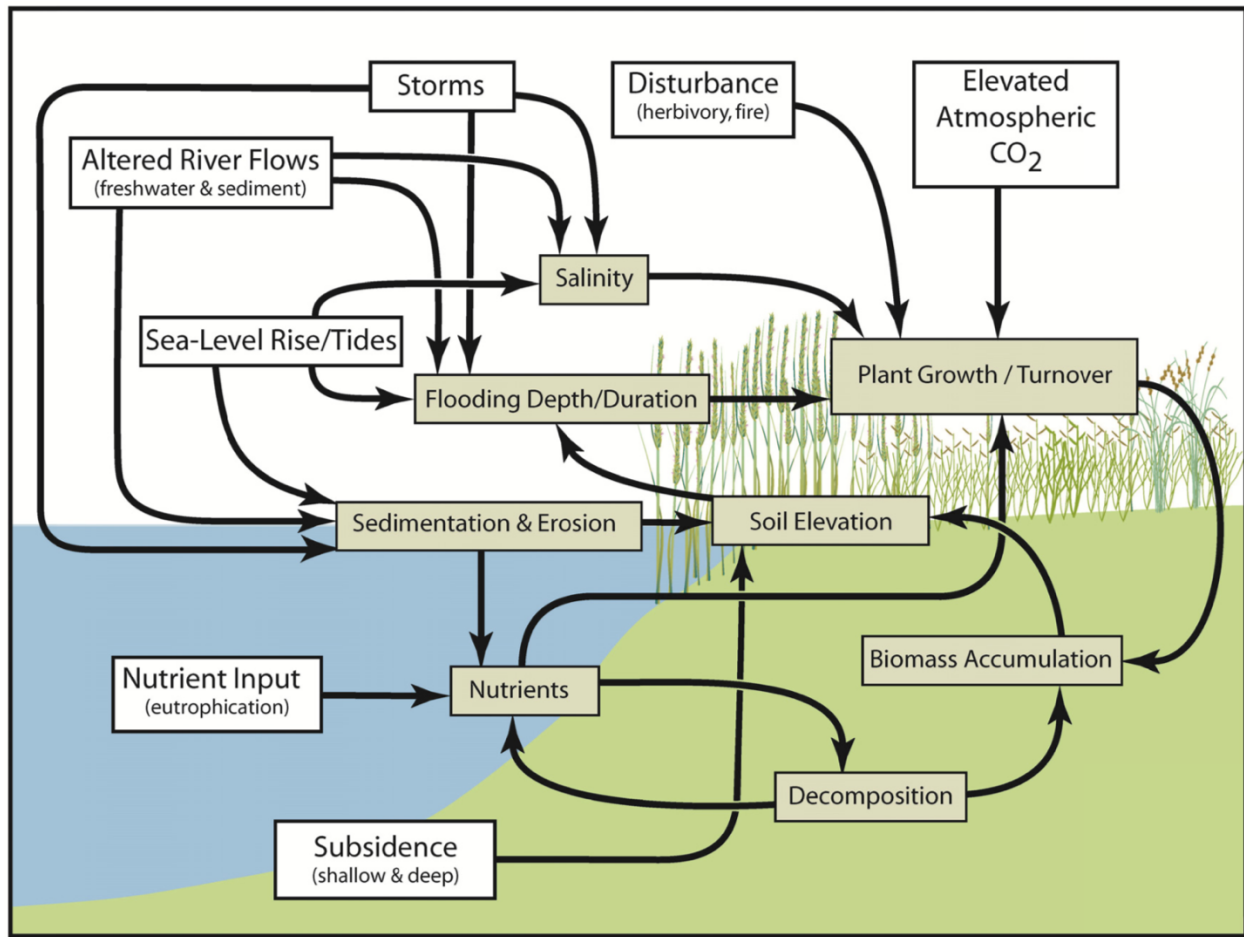 Storms
Disturbance
(herbivory, fire)
Elevated
Atmospheric
CO2
Altered River Flows
(freshwater & sediment)
Salinity
Sea-Level Rise/Tides
Plant Growth / Turnover
Flooding Depth/Duration
Sedimentation & Erosion
Soil Elevation
Biomass Accumulation
Nutrient Input
(eutrophication)
Nutrients
Decomposition
Subsidence
(shallow & deep)